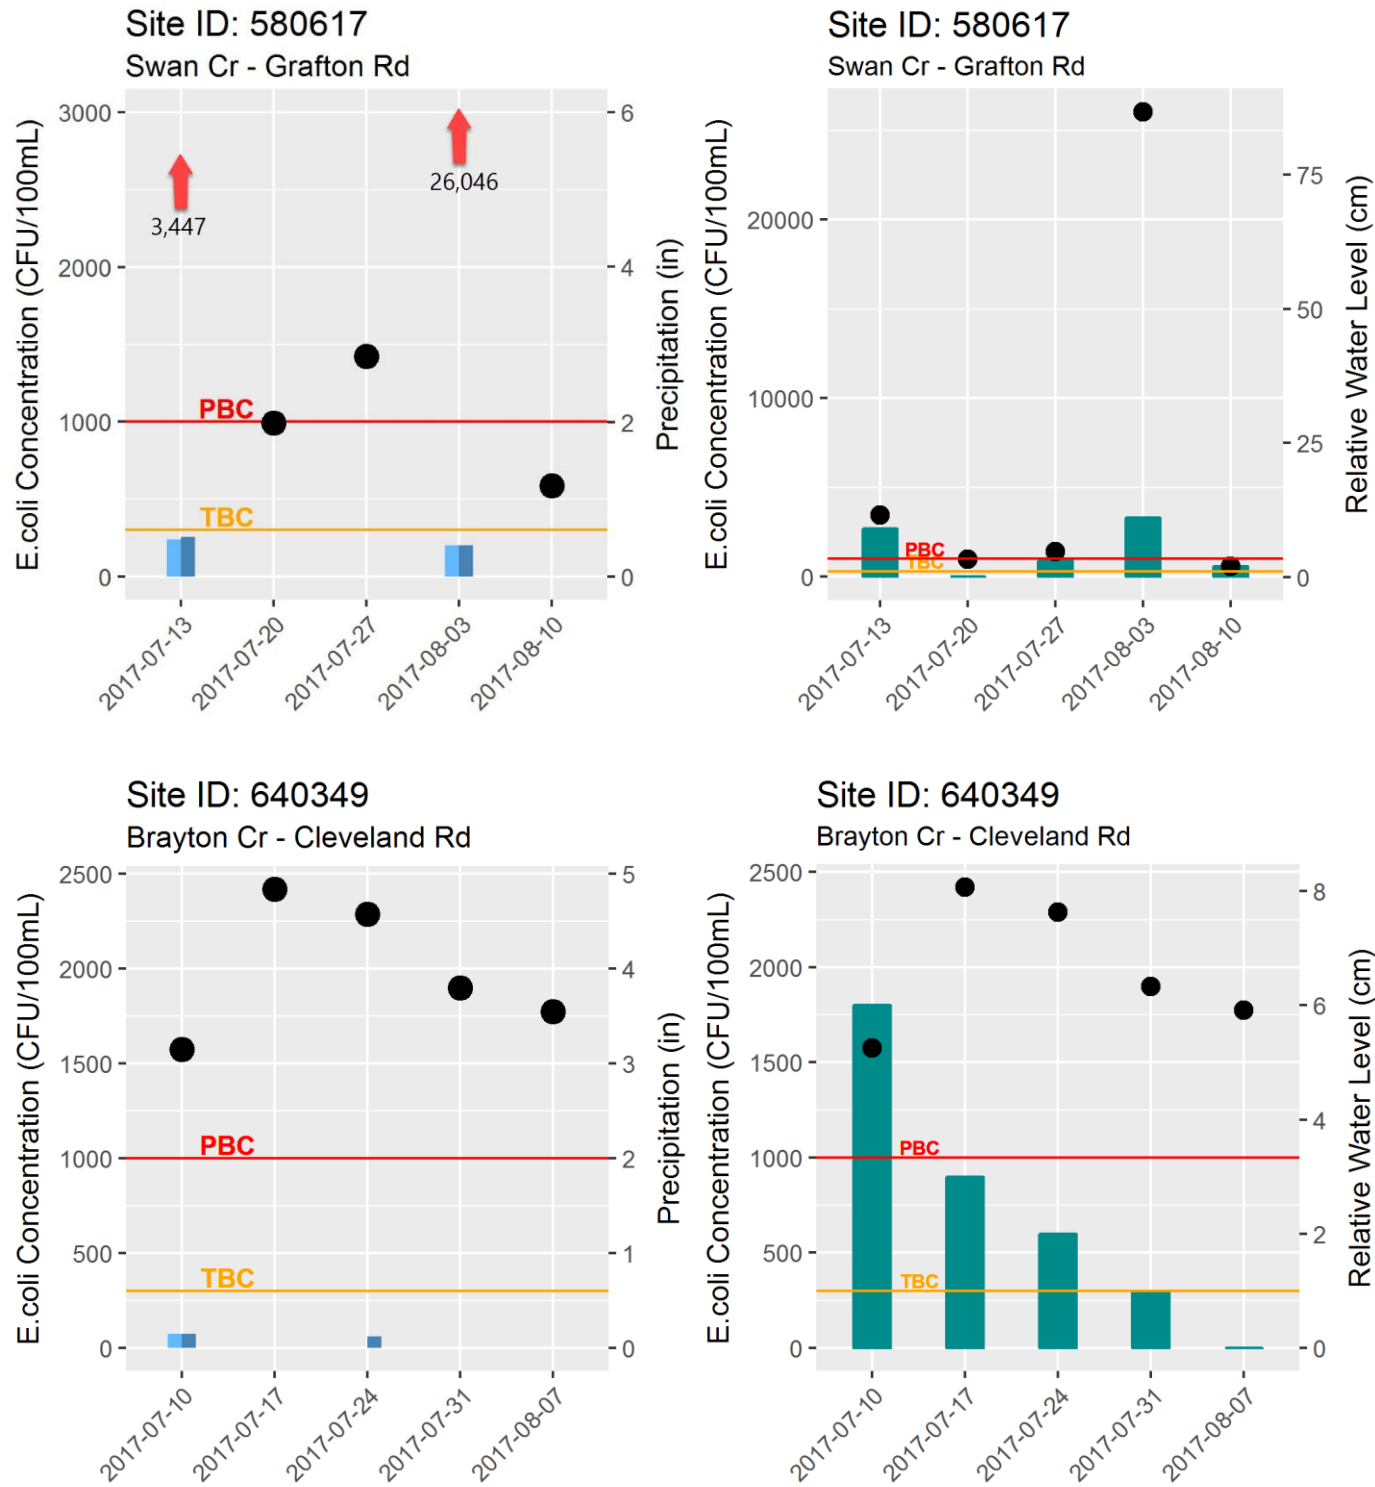 Site ID: 580617
Swan Cr - Grafton Rd
E.coli Concentration (CFU/100mL)
3000
2000
1000
0
3,447
26,046
PBC
TBC
6
4
2
0
Precipitation (in)
2017-07-13
2017-07-20
2017-07-27
2017-08-03
2017-08-10
Site ID: 580617
Swan Cr - Grafton Rd
E.coli Concentration (CFU/100mL)
20000
10000
0
PBC
TBC
75
50
25
0
Relative Water Level (cm)
2017-07-13
2017-07-20
2017-07-27
2017-08-03
2017-08-10
Site ID: 640349
Brayton Cr - Cleveland Rd
E.coli Concentration (CFU/100mL)
2500
2000
1500
1000
500
0
PBC
TBC
5
4
3
2
1
0
Precipitation (in)
2017-07-10
2017-07-17
2017-07-24
2017-07-31
2017-08-07
Site ID: 640349
Brayton Cr - Cleveland Rd
E.coli Concentration (CFU/100mL)
2500
2000
1500
1000
500
0
PBC
TBC
8
6
4
2
0
Relative Water Level (cm)
2017-07-10
2017-07-17
2017-07-24
2017-07-31
2017-08-07